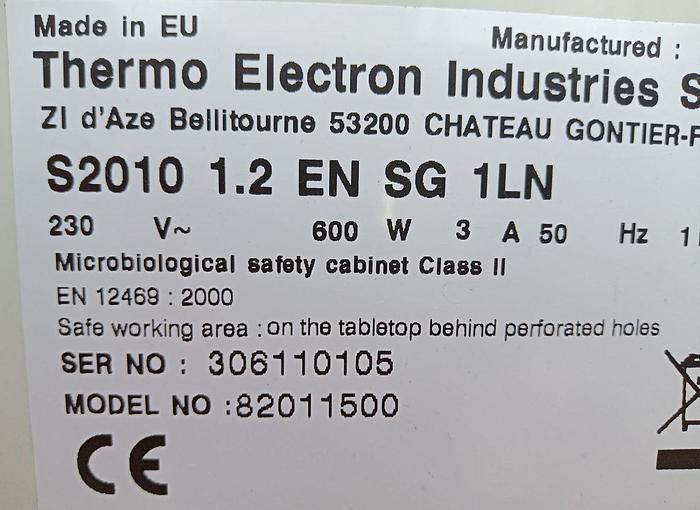 Made in EU
Manufactured :
Thermo Electron Industries S
ZI d'Aze Bellitourne 53200 CHATEAU GONTIER-F
S2010 1.2 EN SG 1LN
230 V~ 600 W 3 A 50 Hz 1
Microbiological safety cabinet Class II
EN 12469 : 2000
Safe working area : on the tabletop behind perforated holes
SER NO : 306110105
MODEL NO :82011500
CE